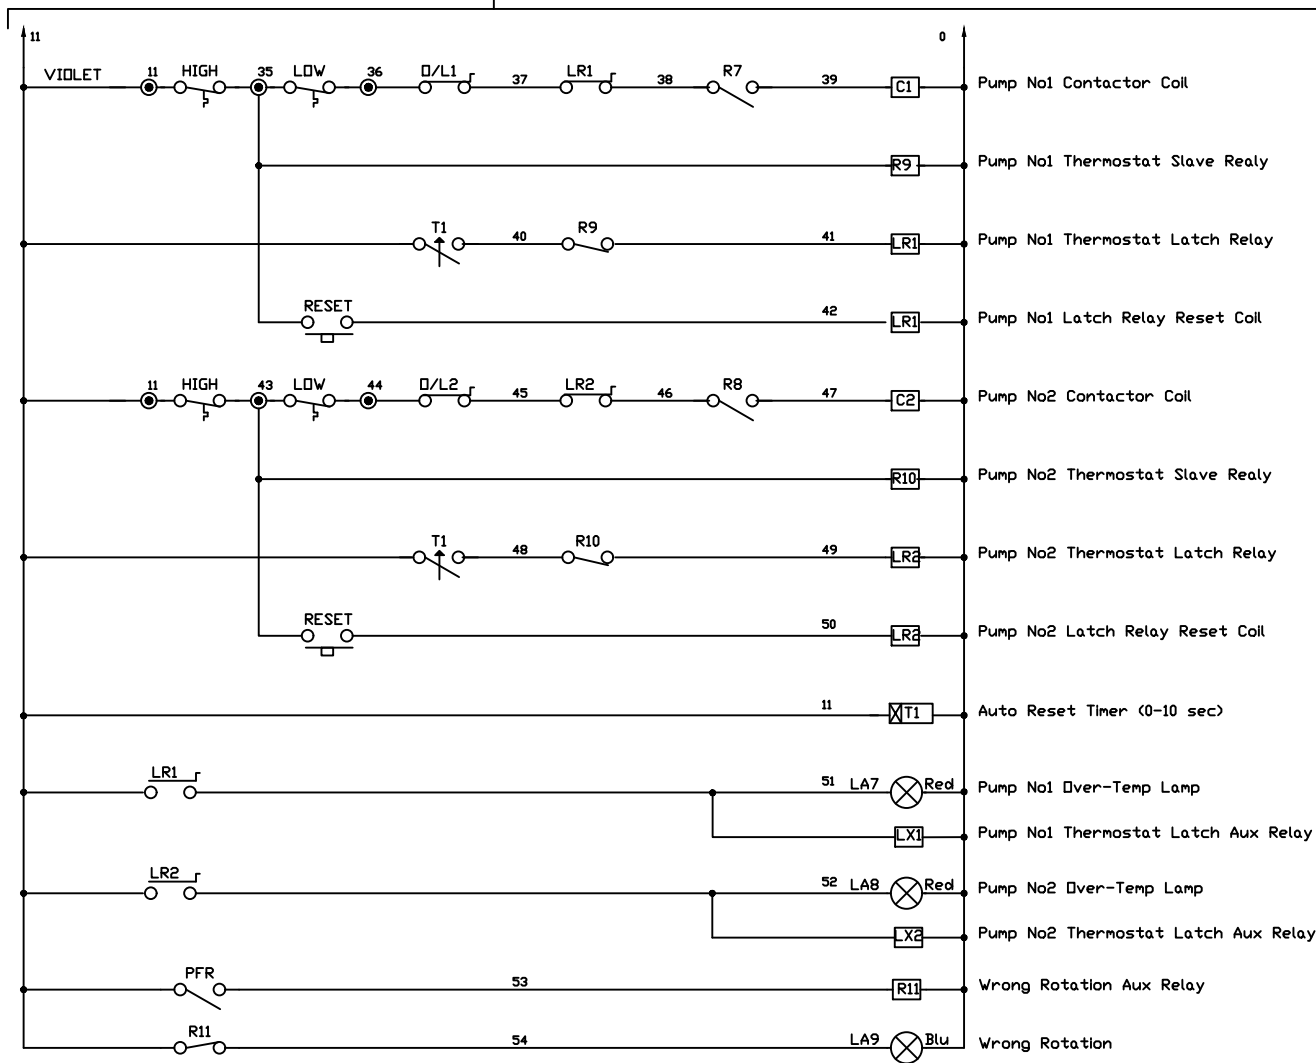 11 0
VIOLET 11 HIGH 35 LOW 36 O/L1 37 LR1 38 R7 39 C1 Pump No1 Contactor Coil
R9 Pump No1 Thermostat Slave Realy
T1 40 R9 41 LR1 Pump No1 Thermostat Latch Relay
RESET 42 LR1 Pump No1 Latch Relay Reset Coil
11 HIGH 43 LOW 44 O/L2 45 LR2 46 R8 47 C2 Pump No2 Contactor Coil
R10 Pump No2 Thermostat Slave Realy
T1 48 R10 49 LR2 Pump No2 Thermostat Latch Relay
RESET 50 LR2 Pump No2 Latch Relay Reset Coil
11 T1 Auto Reset Timer (0-10 sec)
LR1 51 LA7 Red Pump No1 Over-Temp Lamp
LX1 Pump No1 Thermostat Latch Aux Relay
LR2 52 LA8 Red Pump No2 Over-Temp Lamp
LX2 Pump No2 Thermostat Latch Aux Relay
PFR 53 R11 Wrong Rotation Aux Relay
R11 54 LA9 Blu Wrong Rotation